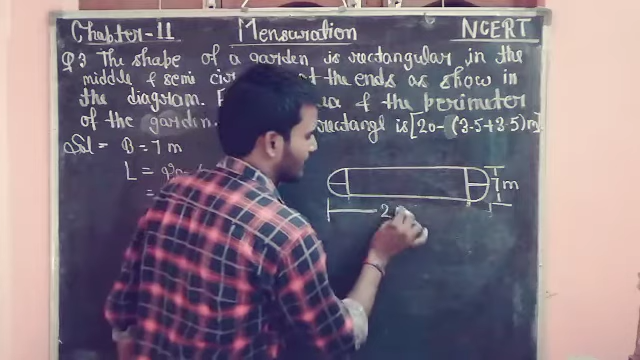 Chapter-11 Mensuration NCERT
Q3 The shape of a garden is rectangular in the
middle & semi cir at the ends as show in
the diagram. & the perimeter
of the garden. rectangl is [20-(3.5+3.5)m]
Sol = B = 7 m
L =
=
7 m
2